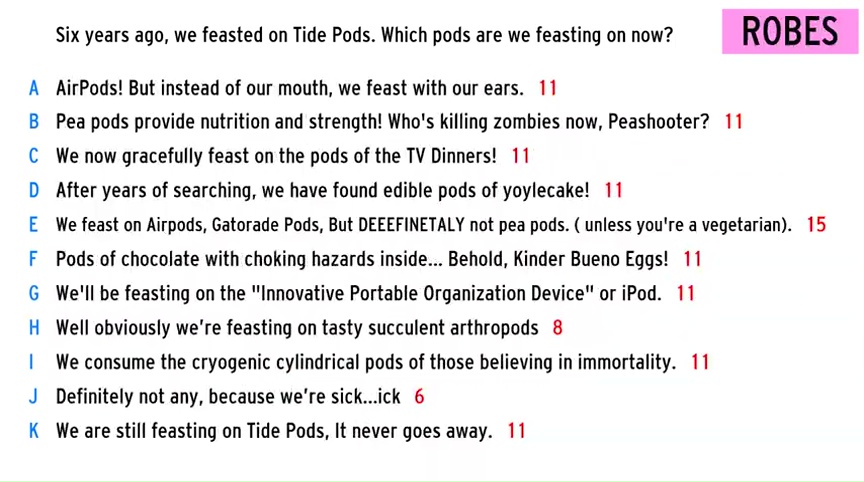 Six years ago, we feasted on Tide Pods. Which pods are we feasting on now?
ROBES
A AirPods! But instead of our mouth, we feast with our ears. 11
B Pea pods provide nutrition and strength! Who's killing zombies now, Peashooter? 11
C We now gracefully feast on the pods of the TV Dinners! 11
D After years of searching, we have found edible pods of yoylecake! 11
E We feast on Airpods, Gatorade Pods, But DEEEFINETALY not pea pods. ( unless you're a vegetarian). 15
F Pods of chocolate with choking hazards inside... Behold, Kinder Bueno Eggs! 11
G We'll be feasting on the "Innovative Portable Organization Device" or iPod. 11
H Well obviously we’re feasting on tasty succulent arthropods 8
I We consume the cryogenic cylindrical pods of those believing in immortality. 11
J Definitely not any, because we’re sick...ick 6
K We are still feasting on Tide Pods, It never goes away. 11